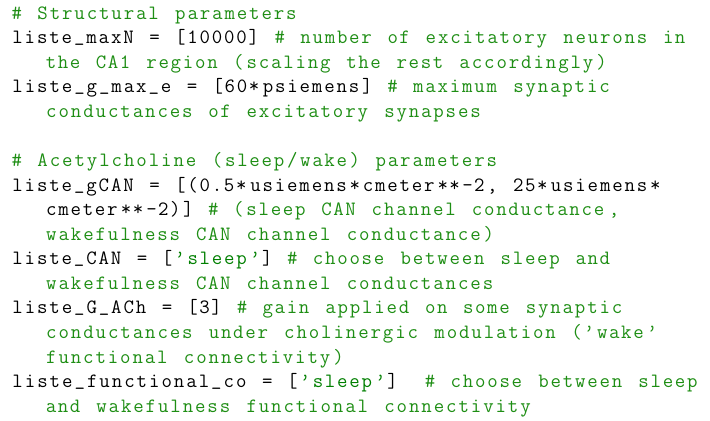 # Structural parameters
liste_maxN = [10000] # number of excitatory neurons in
the CA1 region (scaling the rest accordingly)
liste_g_max_e = [60*psiemens] # maximum synaptic
conductances of excitatory synapses
# Acetylcholine (sleep/wake) parameters
liste_gCAN = [(0.5*usiemens*cmeter**-2, 25*usiemens*
cmeter**-2)] # (sleep CAN channel conductance,
wakefulness CAN channel conductance)
liste_CAN = ['sleep'] # choose between sleep and
wakefulness CAN channel conductances
liste_G_ACh = [3] # gain applied on some synaptic
conductances under cholinergic modulation ('wake'
functional connectivity)
liste_functional_co = ['sleep'] # choose between sleep
and wakefulness functional connectivity